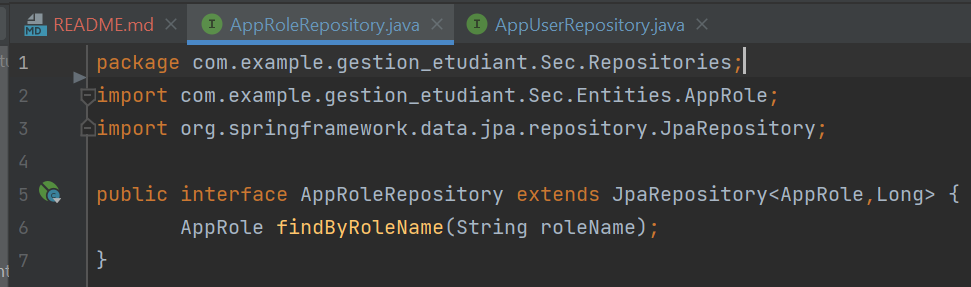 README.md AppRoleRepository.java AppUserRepository.java
1 package com.example.gestion_etudiant.Sec.Repositories;
2 import com.example.gestion_etudiant.Sec.Entities.AppRole;
3 import org.springframework.data.jpa.repository.JpaRepository;
4
5 public interface AppRoleRepository extends JpaRepository<AppRole,Long> {
6 AppRole findByRoleName(String roleName);
7 }